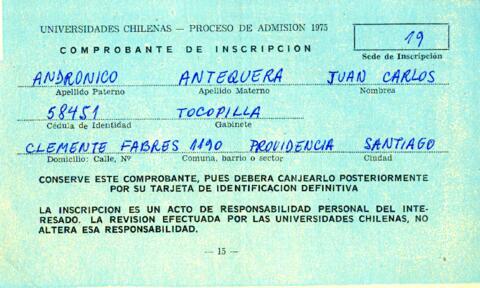 UNIVERSIDADES CHILENAS — PROCESO DE ADMISION 1975
COMPROBANTE DE INSCRIPCION
19
Sede de Inscripción
ANDRONICO ANTEQUERA JUAN CARLOS
Apellido Paterno Apellido Materno Nombres
58451 TOCOPILLA
Cédula de Identidad Gabinete
CLEMENTE FABRES 1190 PROVIDENCIA SANTIAGO
Domicilio: Calle, Nº Comuna, barrio o sector Ciudad
CONSERVE ESTE COMPROBANTE, PUES DEBERA CANJEARLO POSTERIORMENTE
POR SU TARJETA DE IDENTIFICACION DEFINITIVA
LA INSCRIPCION ES UN ACTO DE RESPONSABILIDAD PERSONAL DEL INTE-
RESADO. LA REVISION EFECTUADA POR LAS UNIVERSIDADES CHILENAS, NO
ALTERA ESA RESPONSABILIDAD.
— 15 —